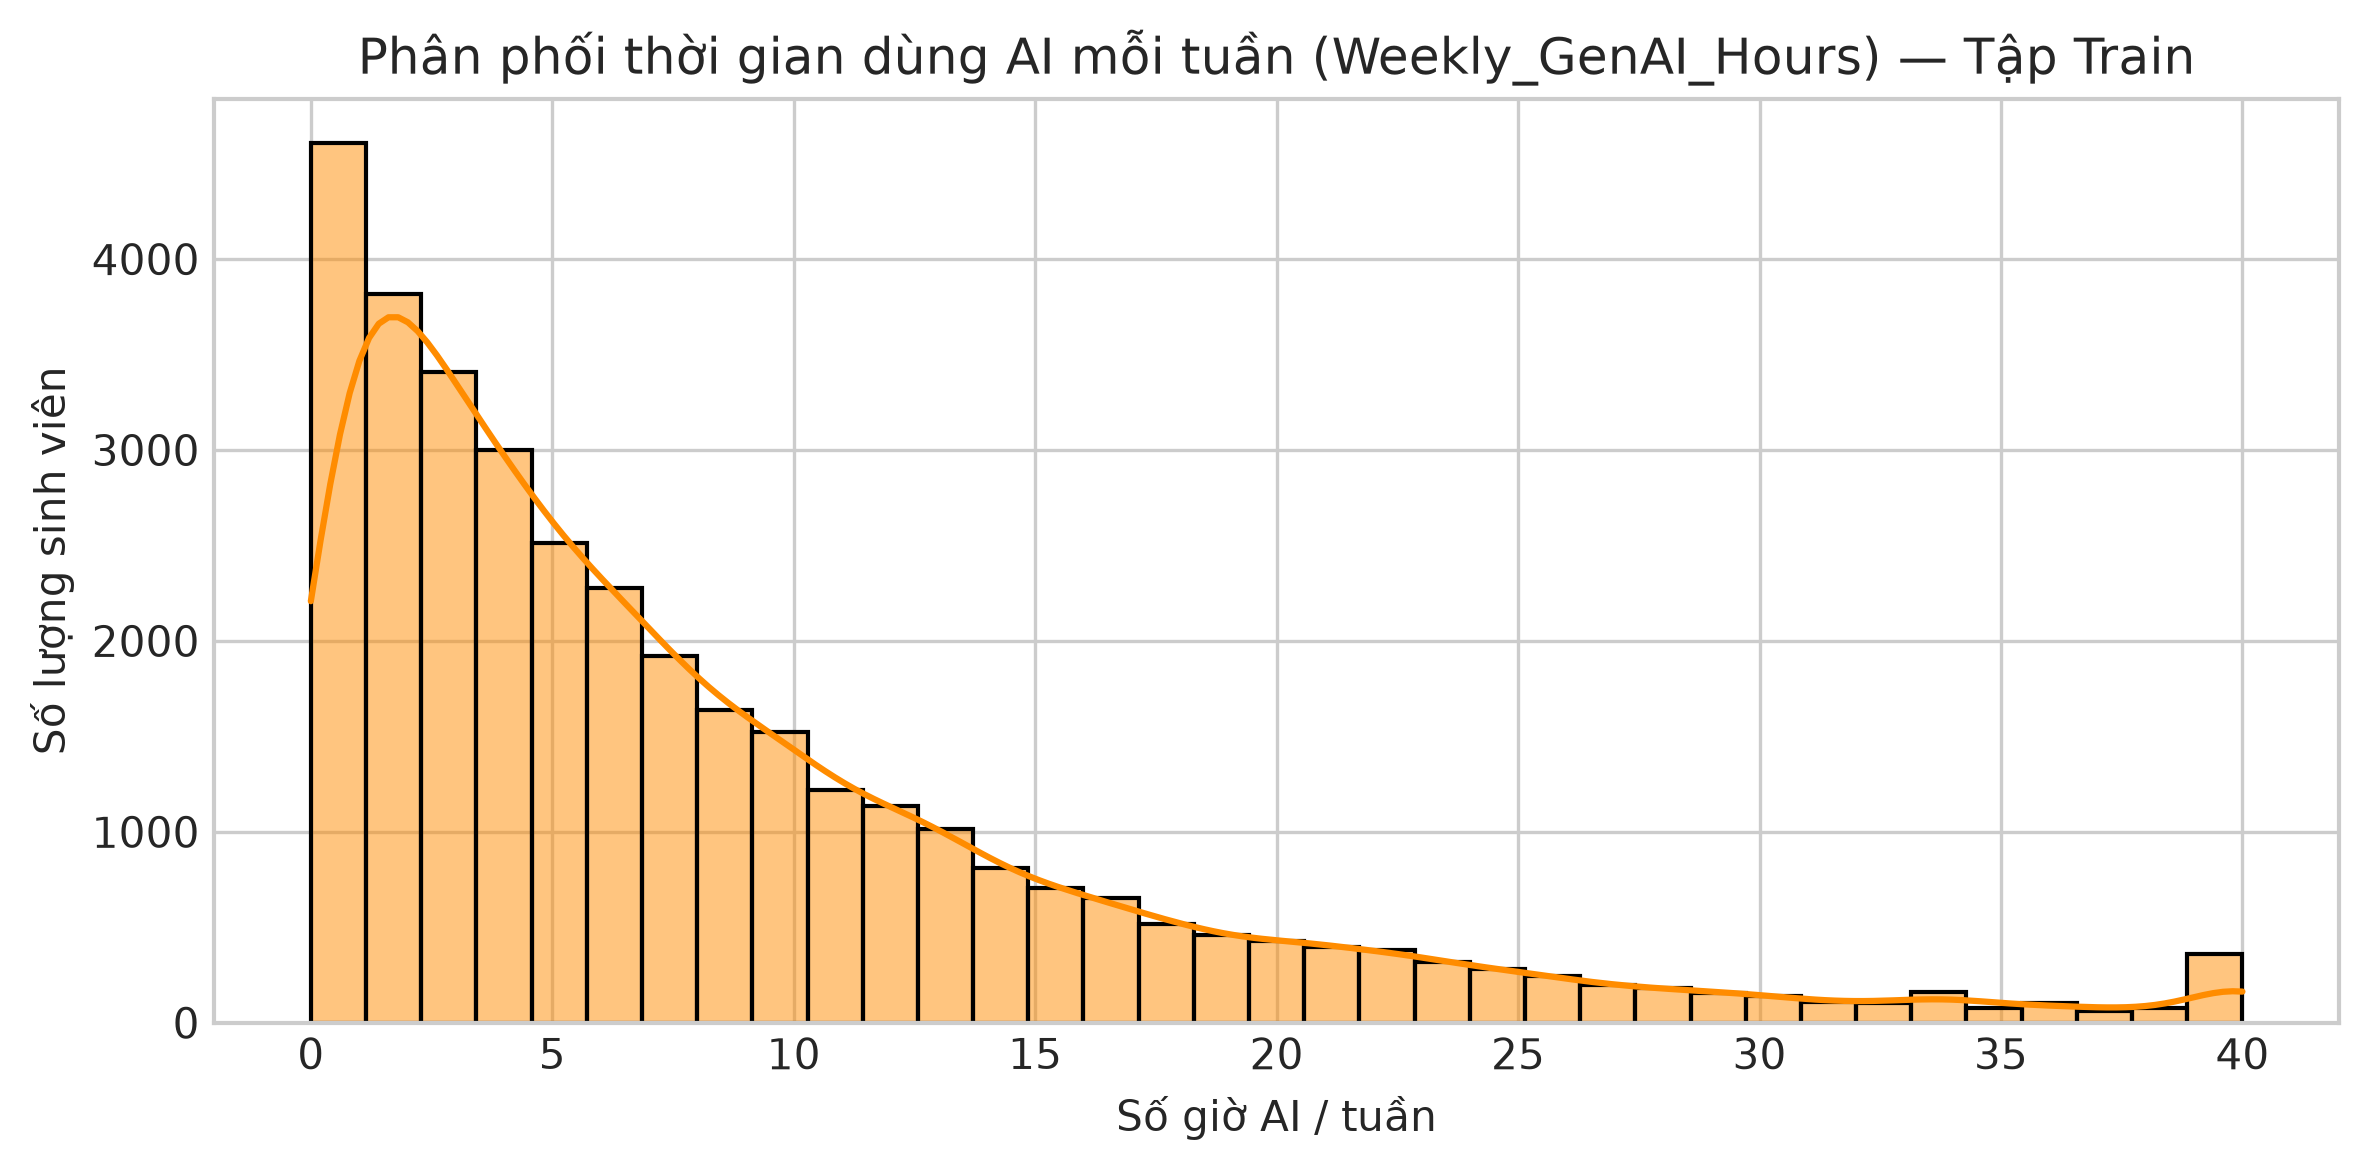 Phân phối thời gian dùng AI mỗi tuần (Weekly_GenAI_Hours) — Tập Train
Số lượng sinh viên
4000
3000
2000
1000
0
0 5 10 15 20 25 30 35 40
Số giờ AI / tuần